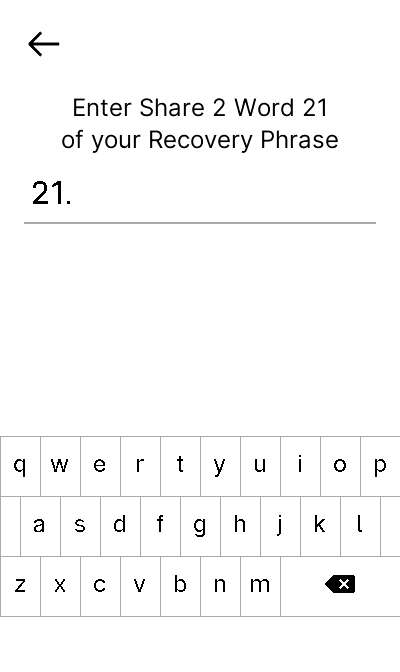 Enter Share 2 Word 21
of your Recovery Phrase
21.
q w e r t y u i o p
a s d f g h j k l
z x c v b n m